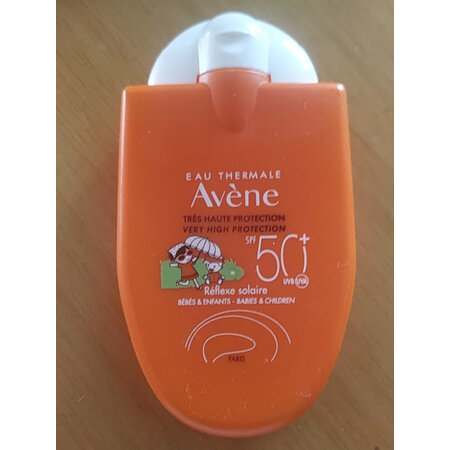 EAU THERMALE
Avène
TRÈS HAUTE PROTECTION
VERY HIGH PROTECTION
SPF 50+
UVB UVA
Réflexe solaire
BÉBÉS & ENFANTS - BABIES & CHILDREN
PARIS